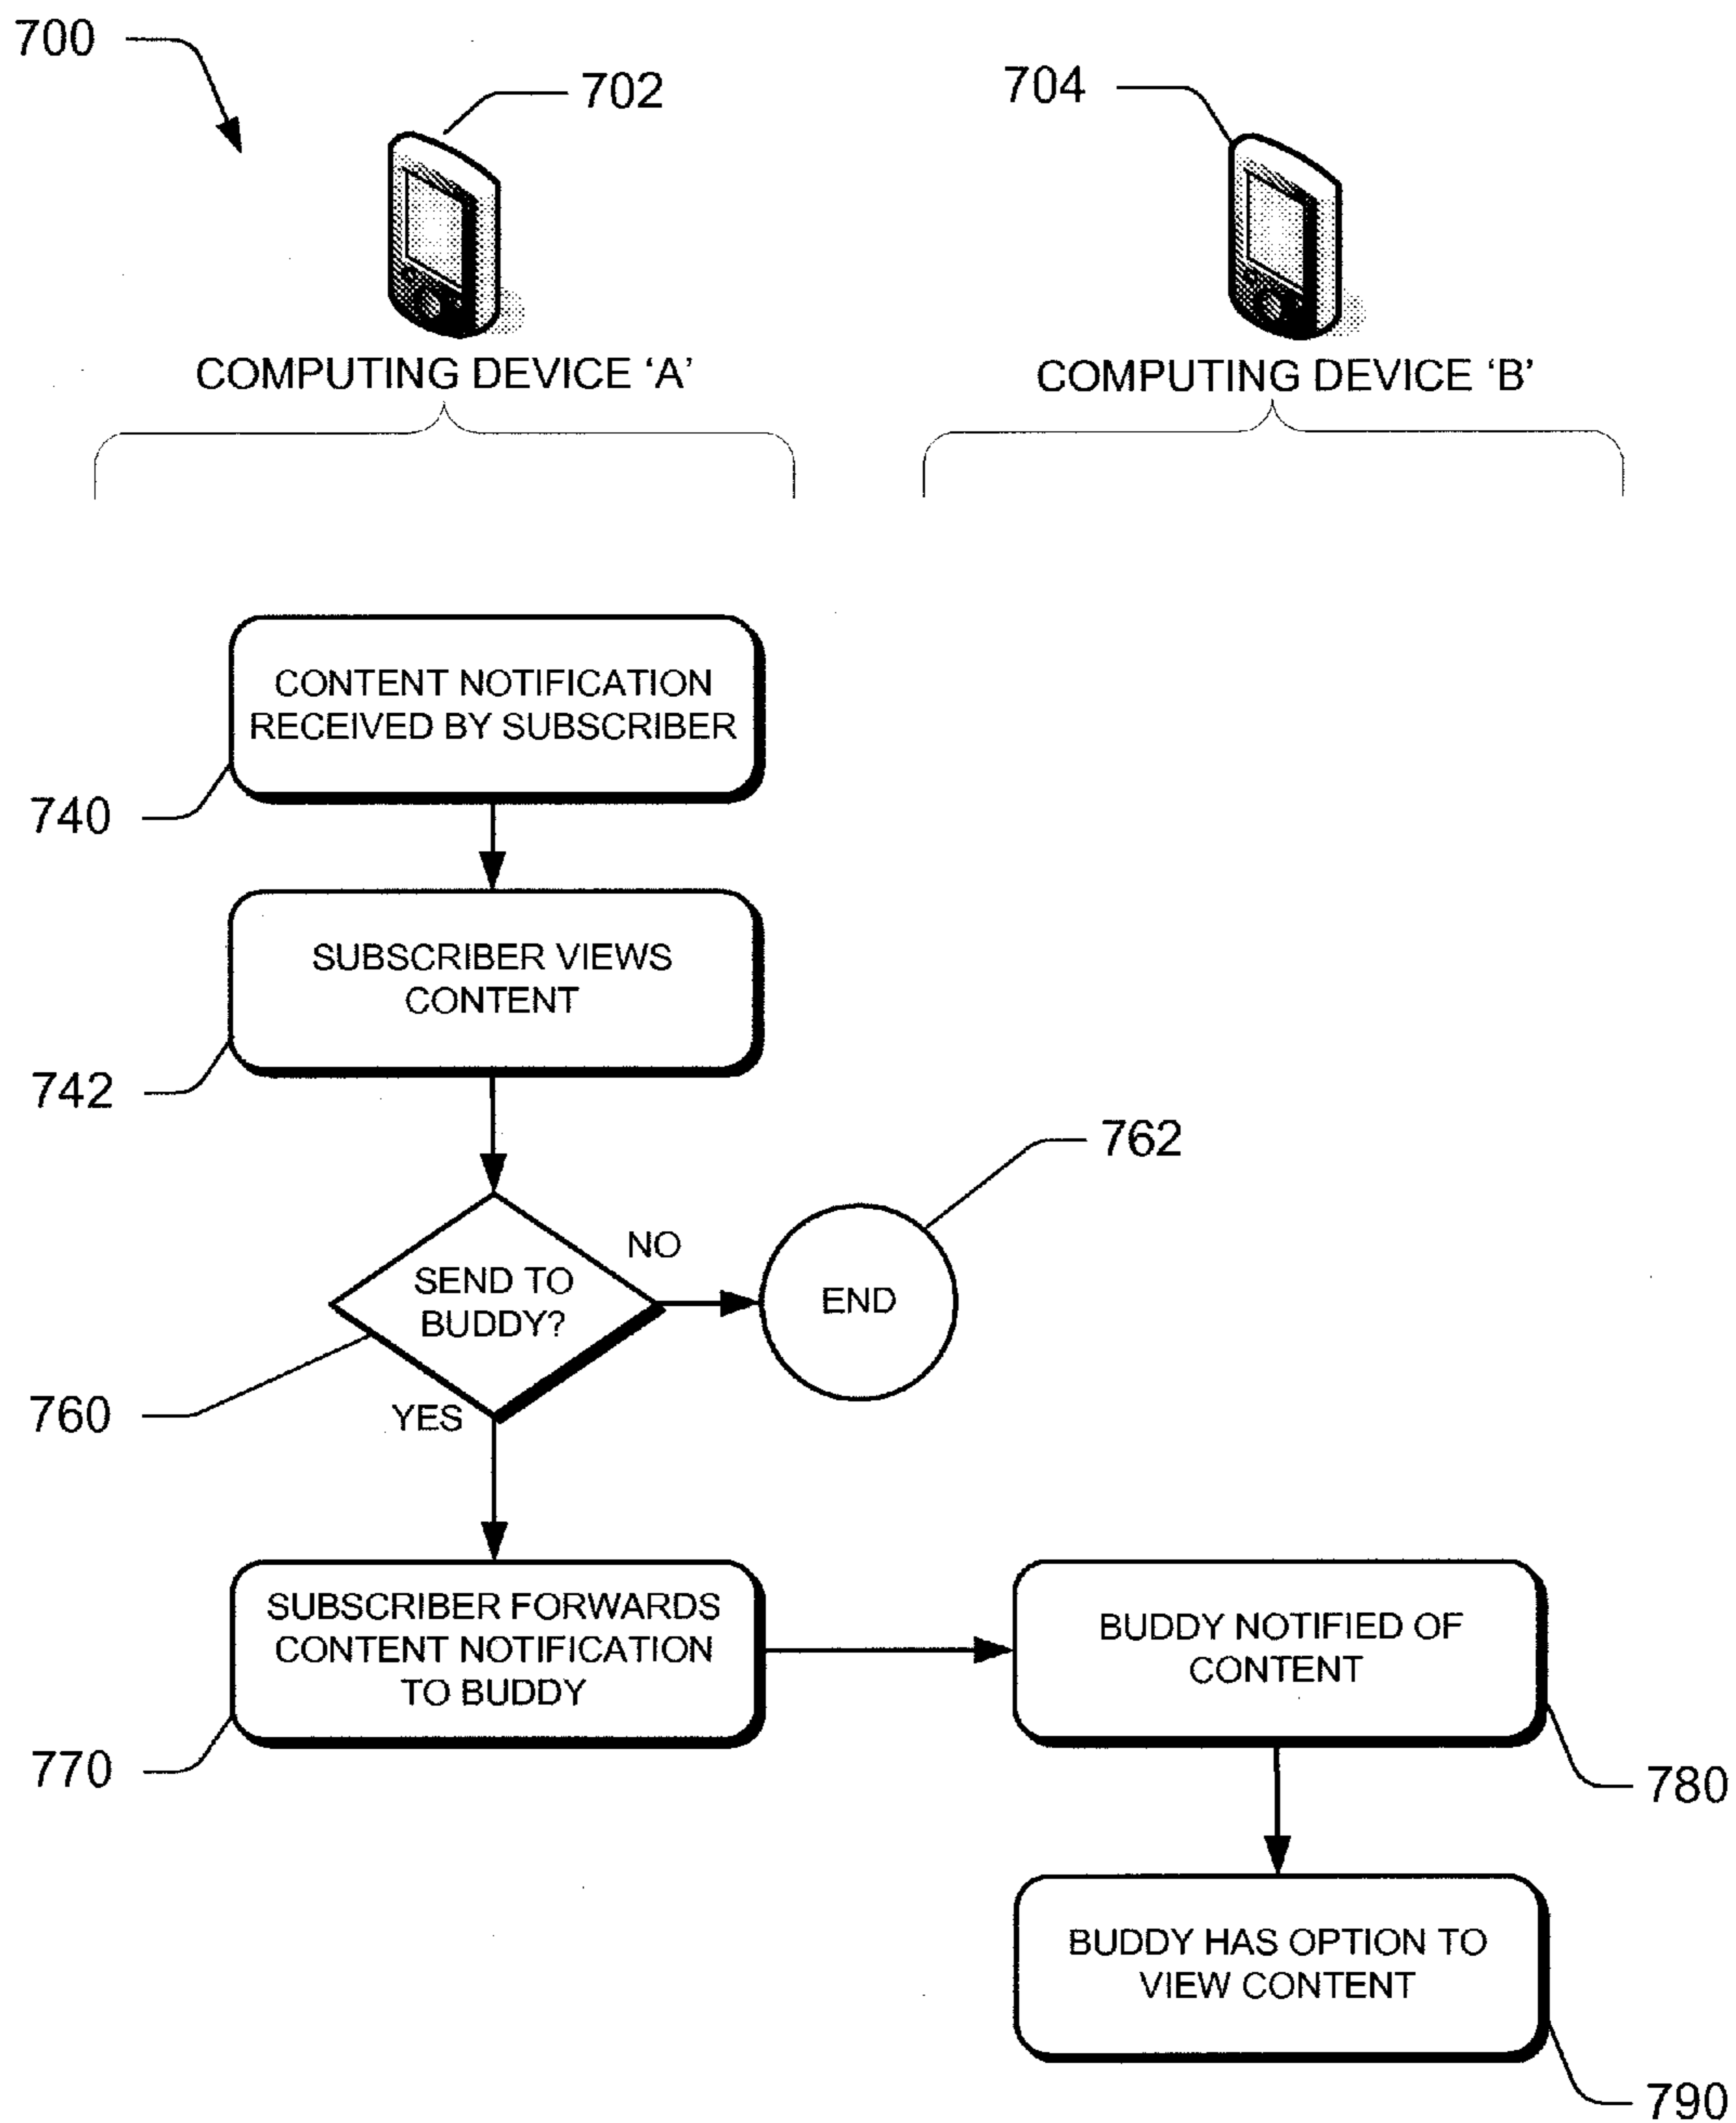 700
702
704
COMPUTING DEVICE ‘A’
COMPUTING DEVICE ‘B’
CONTENT NOTIFICATION
RECEIVED BY SUBSCRIBER
740
SUBSCRIBER VIEWS
CONTENT
742
762
NO
SEND TO
BUDDY?
END
760
YES
SUBSCRIBER FORWARDS
CONTENT NOTIFICATION
TO BUDDY
770
BUDDY NOTIFIED OF
CONTENT
780
BUDDY HAS OPTION TO
VIEW CONTENT
790